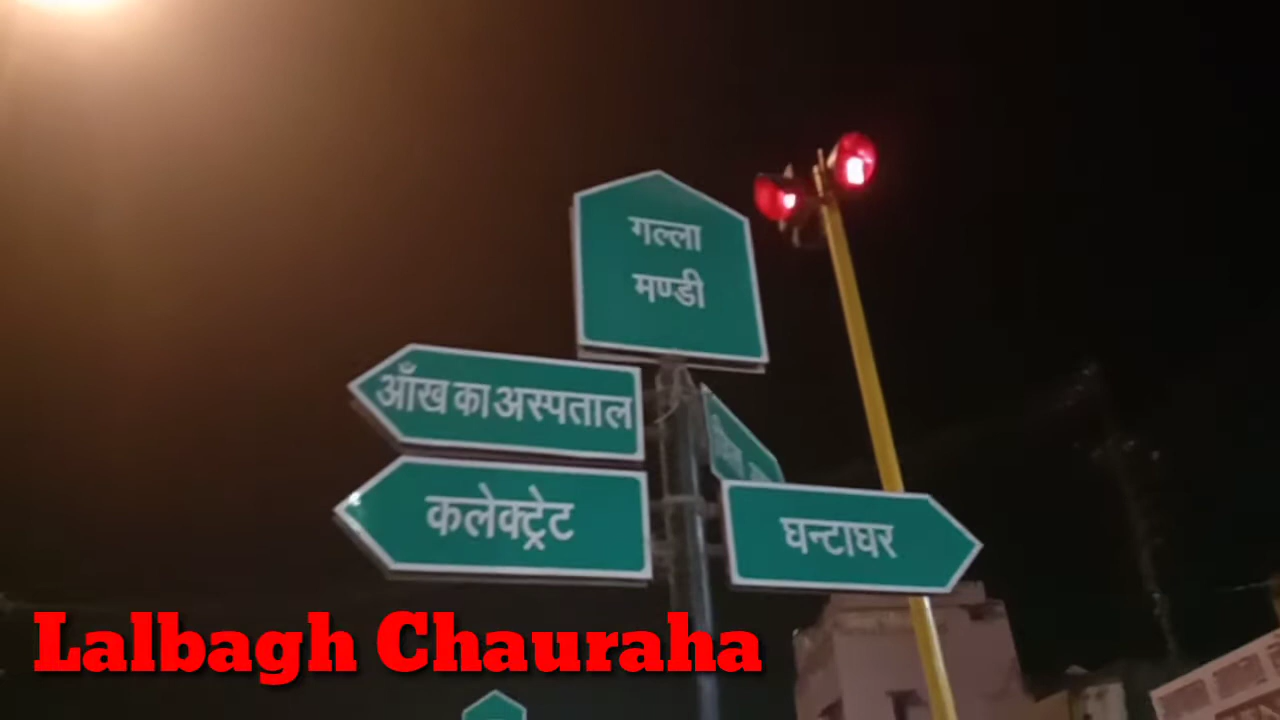 गल्ला
मण्डी
आँख का अस्पताल
कलेक्ट्रेट
घन्टाघर
Lalbagh Chauraha